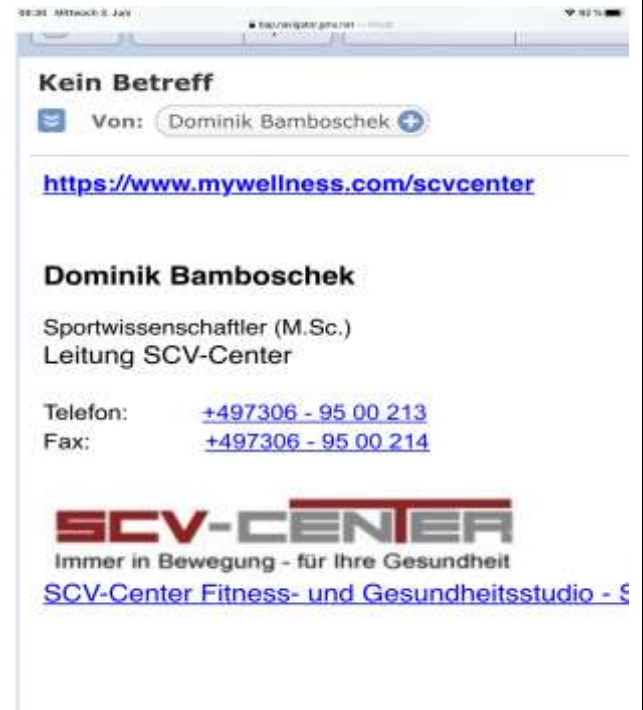 Kein Betreff
Von: Dominik Bamboschek
https://www.mywellness.com/scvcenter
Dominik Bamboschek
Sportwissenschaftler (M.Sc.)
Leitung SCV-Center
Telefon: +497306 - 95 00 213
Fax: +497306 - 95 00 214
SCV-CENTER
Immer in Bewegung - für Ihre Gesundheit
SCV-Center Fitness- und Gesundheitsstudio - S